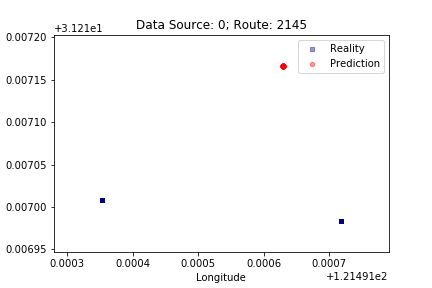 Data Source: 0; Route: 2145
+3.121e1
0.00720
0.00715
0.00710
0.00705
0.00700
0.00695
Reality
Prediction
0.0003
0.0004
0.0005
0.0006
0.0007
Longitude
+1.21491e2